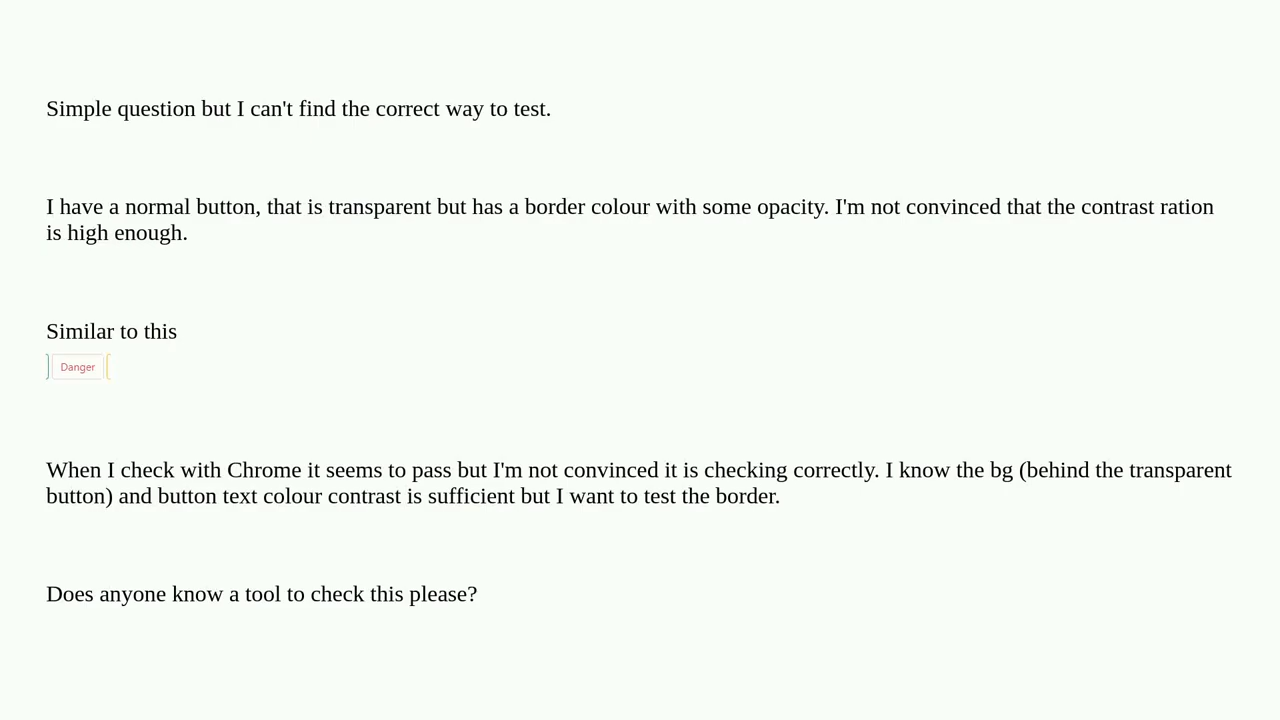 Simple question but I can't find the correct way to test.
I have a normal button, that is transparent but has a border colour with some opacity. I'm not convinced that the contrast ration
is high enough.
Similar to this
Danger
When I check with Chrome it seems to pass but I'm not convinced it is checking correctly. I know the bg (behind the transparent
button) and button text colour contrast is sufficient but I want to test the border.
Does anyone know a tool to check this please?